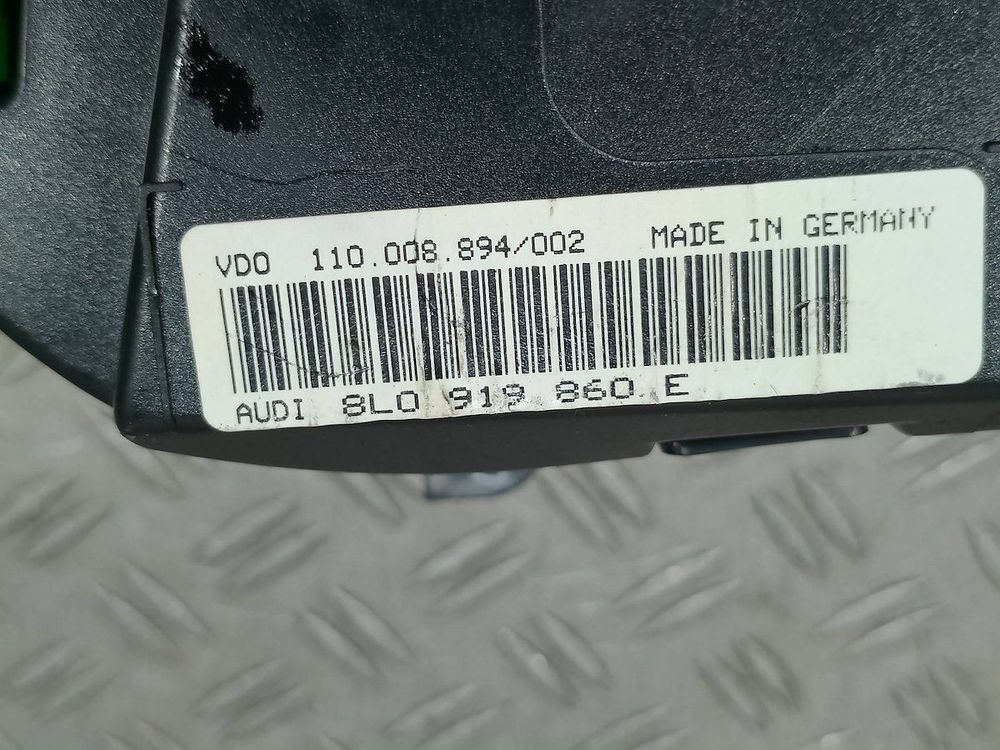 VDO 110.008.894/002 MADE IN GERMANY
AUDI 8L0 919 860 E